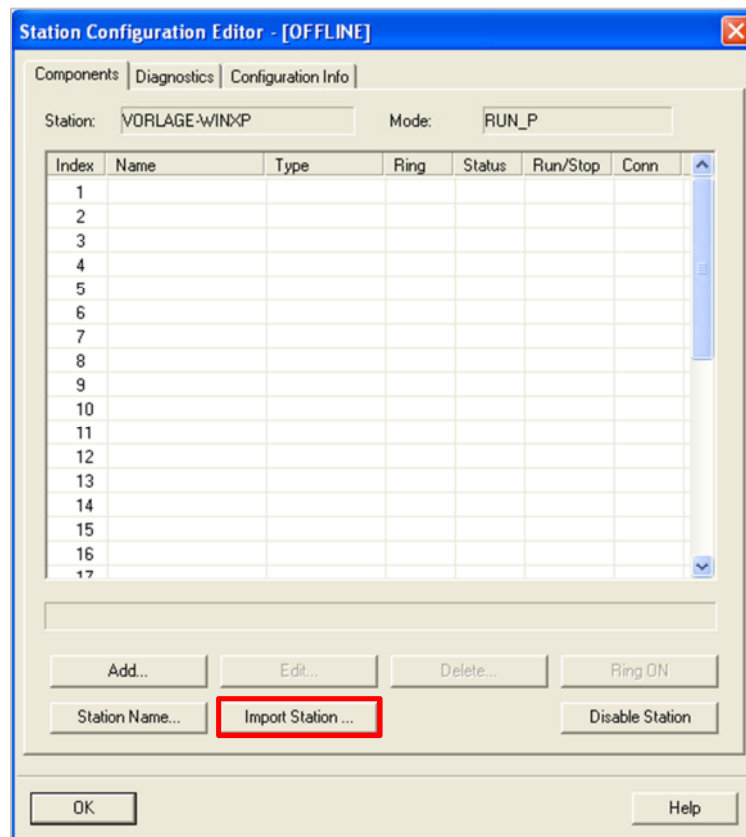 Station Configuration Editor - [OFFLINE]
Components Diagnostics Configuration Info
Station: VORLAGE-WINXP Mode: RUN_P
Index Name Type Ring Status Run/Stop Conn
1
2
3
4
5
6
7
8
9
10
11
12
13
14
15
16
17
Add... Edit... Delete... Ring ON
Station Name... Import Station ... Disable Station
OK Help